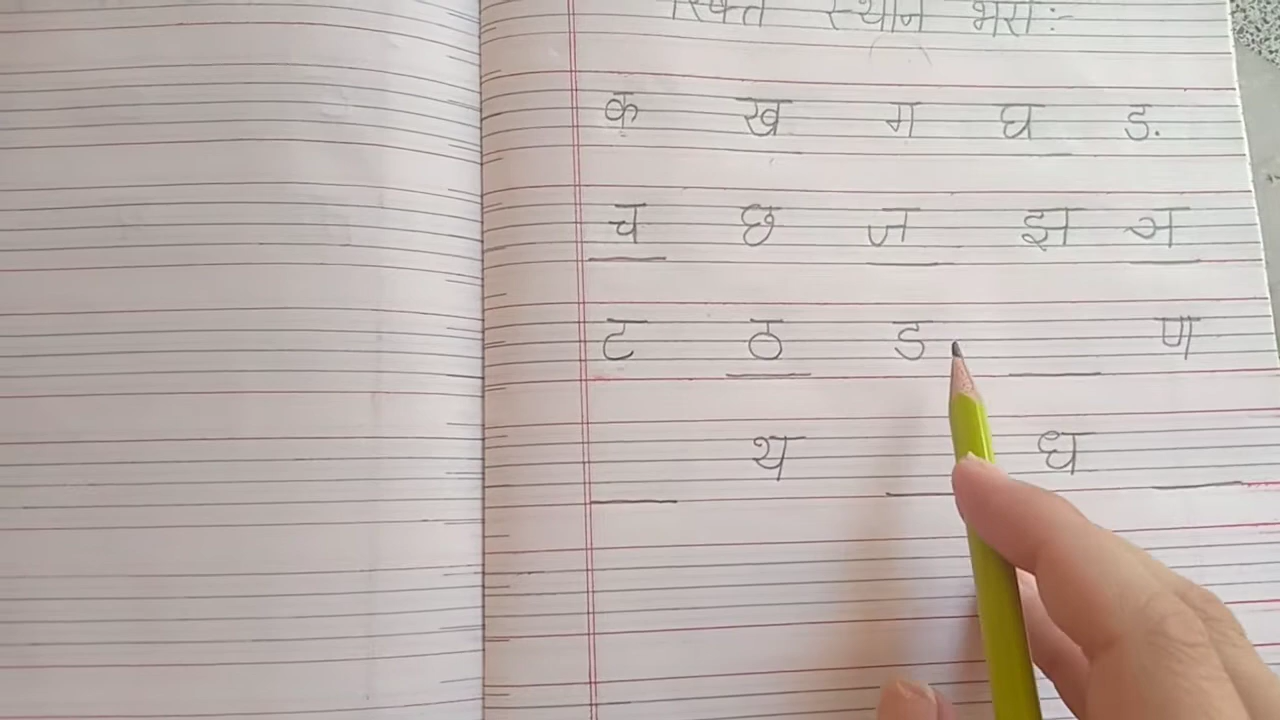 रिक्त स्थान भरो:-
क ख ग घ ङ
च छ ज झ ञ
ट ठ ड ण
थ ध